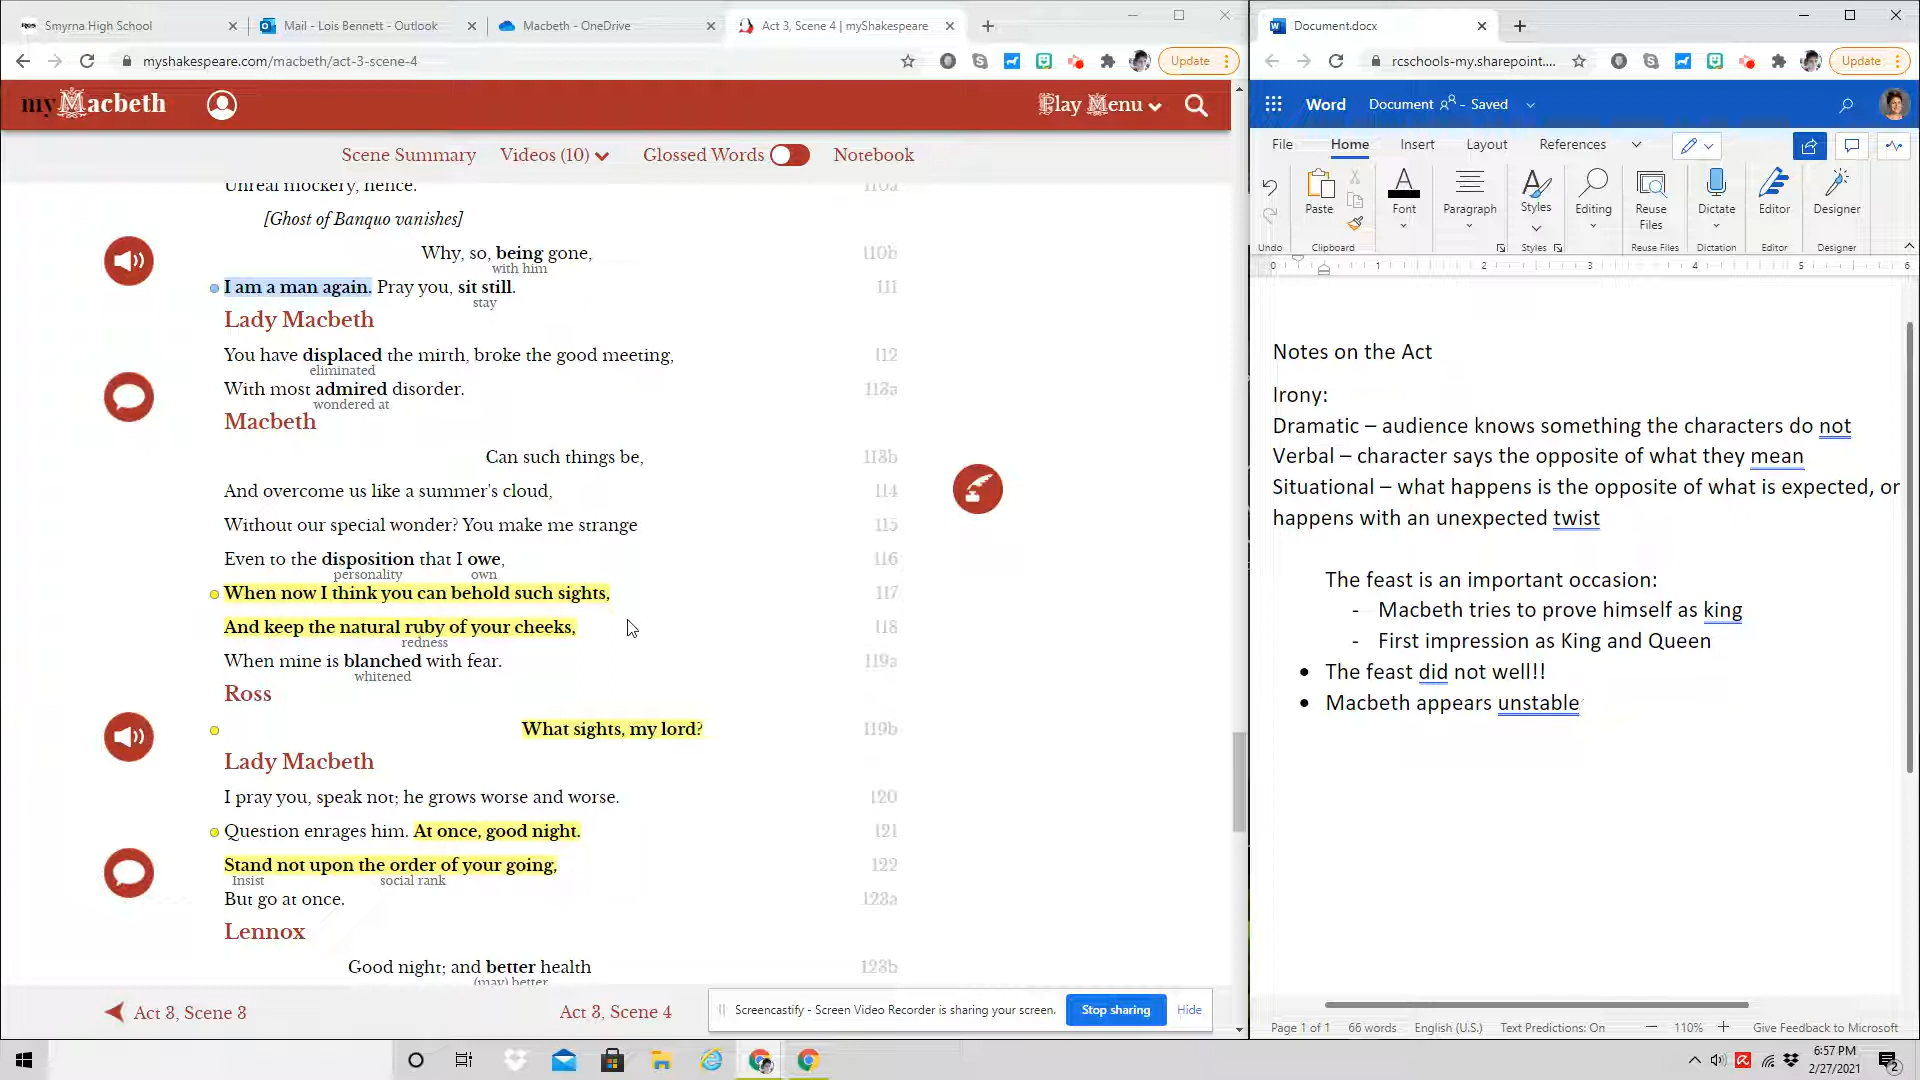 Smyrna High School
Mail - Lois Bennett - Outlook
Macbeth - OneDrive
Act 3, Scene 4 | myShakespeare
myshakespeare.com/macbeth/act-3-scene-4
Update
myMacbeth
Play Menu
Scene Summary
Videos (10)
Glossed Words
Notebook
Unreal mockery, hence.
110a
[Ghost of Banquo vanishes]
Why, so, being gone,
110b
with him
I am a man again. Pray you, sit still.
111
stay
Lady Macbeth
You have displaced the mirth, broke the good meeting,
112
eliminated
With most admired disorder.
113a
wondered at
Macbeth
Can such things be,
113b
And overcome us like a summer's cloud,
114
Without our special wonder? You make me strange
115
Even to the disposition that I owe,
116
personality
own
When now I think you can behold such sights,
117
And keep the natural ruby of your cheeks,
118
redness
When mine is blanched with fear.
119a
whitened
Ross
What sights, my lord?
119b
Lady Macbeth
I pray you, speak not; he grows worse and worse.
120
Question enrages him. At once, good night.
121
Stand not upon the order of your going,
122
Insist
social rank
But go at once.
123a
Lennox
Good night; and better health
123b
(may) better
Act 3, Scene 3
Act 3, Scene 4
Screencastify - Screen Video Recorder is sharing your screen.
Stop sharing
Hide
Document.docx
rcschools-my.sharepoint....
Update
Word
Document - Saved
File
Home
Insert
Layout
References
Paste
Font
Paragraph
Styles
Editing
Reuse
Files
Dictate
Editor
Designer
Undo
Clipboard
Styles
Reuse Files
Dictation
Editor
Designer
0 1 2 3 4 5 6
Notes on the Act
Irony:
Dramatic – audience knows something the characters do not
Verbal – character says the opposite of what they mean
Situational – what happens is the opposite of what is expected, or
happens with an unexpected twist
The feast is an important occasion:
- Macbeth tries to prove himself as king
- First impression as King and Queen
• The feast did not well!!
• Macbeth appears unstable
Page 1 of 1
66 words
English (U.S.)
Text Predictions: On
110%
Give Feedback to Microsoft
6:57 PM
2/27/2021
2